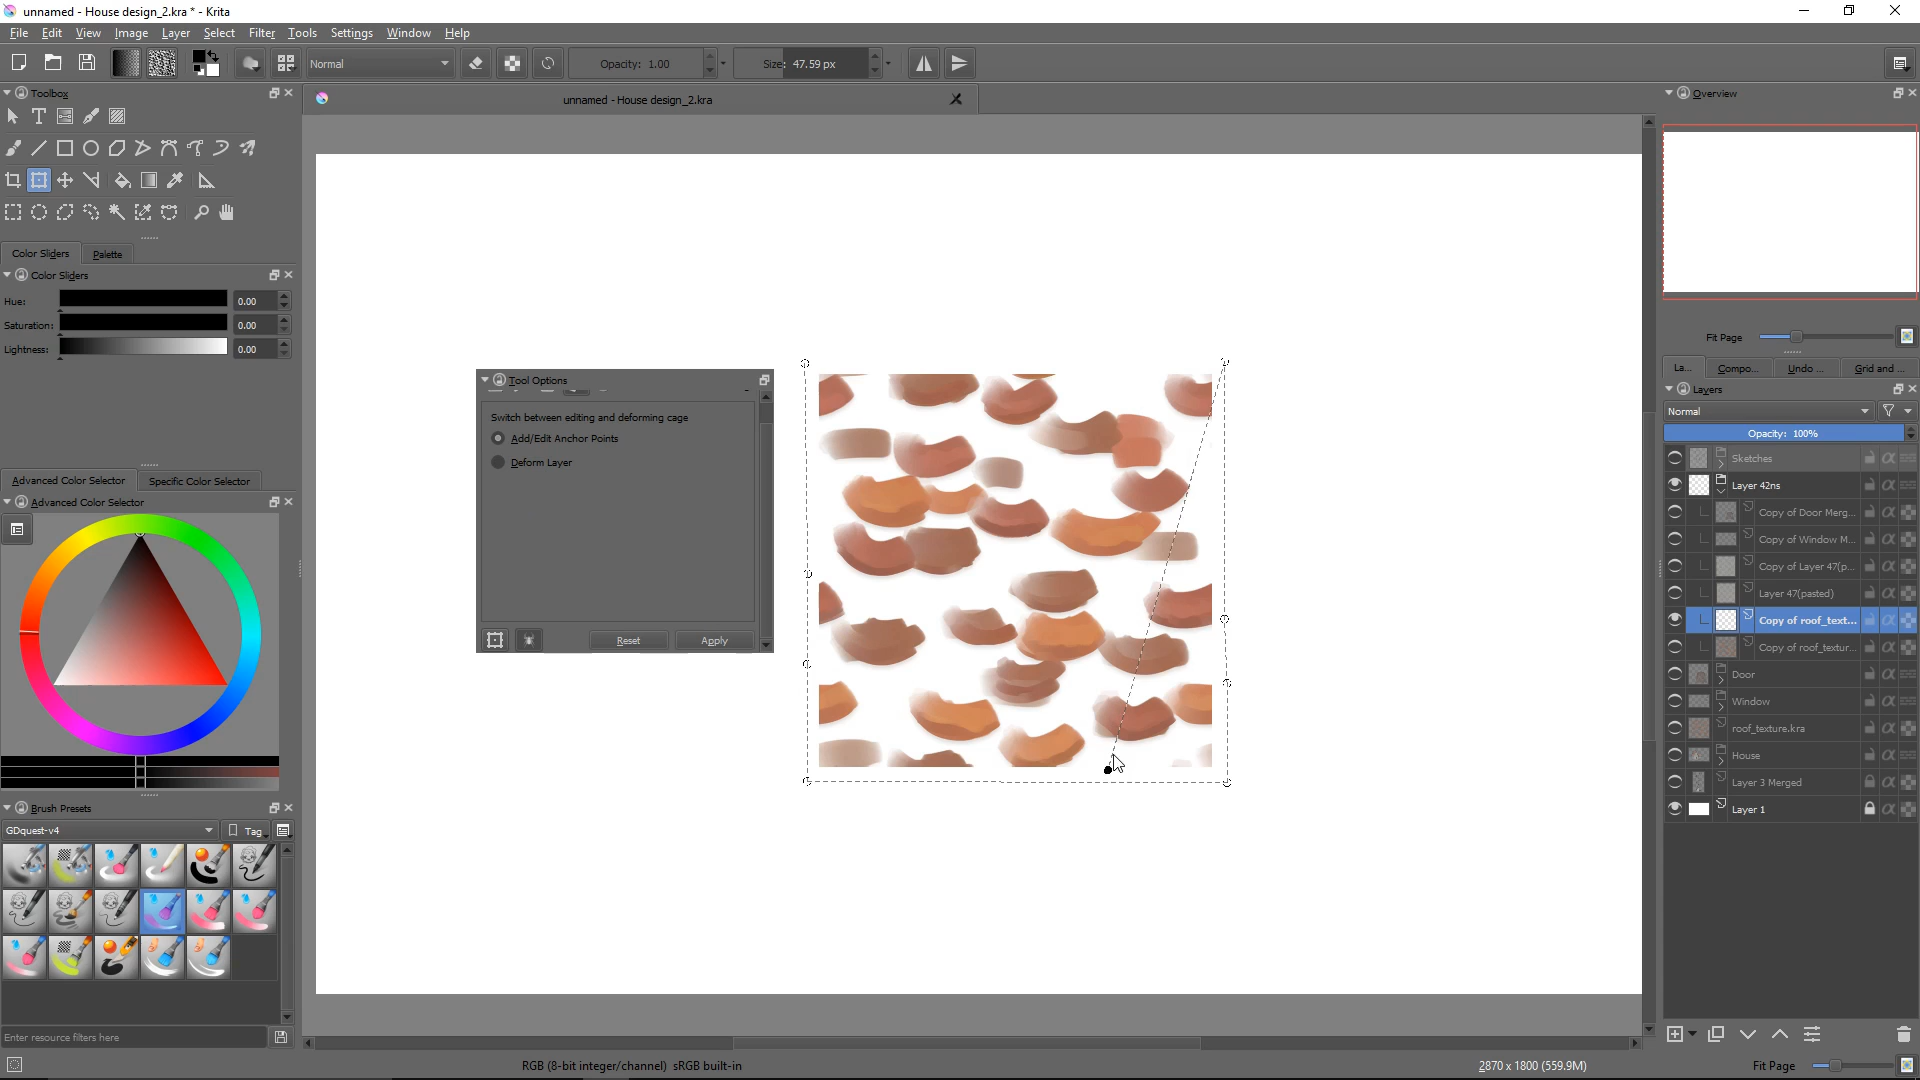 unnamed - House design_2.kra * - Krita
File Edit View Image Layer Select Filter Tools Settings Window Help
Normal Opacity: 1.00 Size: 47.59 px
Toolbox
unnamed - House design_2.kra
Overview
Color Sliders Palette
Color Sliders
Hue: 0.00
Saturation: 0.00
Lightness: 0.00
Fit Page
La... Compo... Undo ... Grid and ...
Layers
Normal
Opacity: 100%
Sketches
Layer 42ns
Copy of Door Merg...
Copy of Window M...
Copy of Layer 47(p...
Layer 47(pasted)
Copy of roof_text...
Copy of roof_textur...
Door
Window
roof_texture.kra
House
Layer 3 Merged
Layer 1
Tool Options
Switch between editing and deforming cage
Add/Edit Anchor Points
Deform Layer
Reset Apply
Advanced Color Selector Specific Color Selector
Advanced Color Selector
Brush Presets
GDquest-v4 Tag
Enter resource filters here
RGB (8-bit integer/channel) sRGB built-in
2870 x 1800 (559.9M)
Fit Page